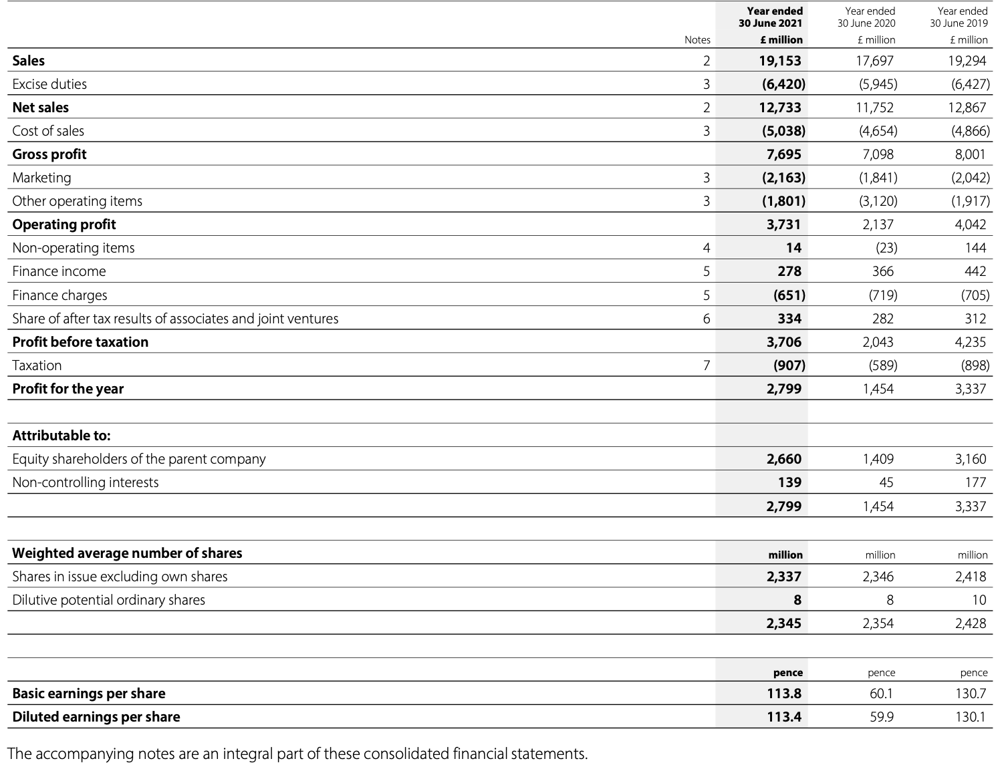 Year ended Year ended Year ended
30 June 2021 30 June 2020 30 June 2019
Notes £ million £ million £ million
Sales 2 19,153 17,697 19,294
Excise duties 3 (6,420) (5,945) (6,427)
Net sales 2 12,733 11,752 12,867
Cost of sales 3 (5,038) (4,654) (4,866)
Gross profit 7,695 7,098 8,001
Marketing 3 (2,163) (1,841) (2,042)
Other operating items 3 (1,801) (3,120) (1,917)
Operating profit 3,731 2,137 4,042
Non-operating items 4 14 (23) 144
Finance income 5 278 366 442
Finance charges 5 (651) (719) (705)
Share of after tax results of associates and joint ventures 6 334 282 312
Profit before taxation 3,706 2,043 4,235
Taxation 7 (907) (589) (898)
Profit for the year 2,799 1,454 3,337
Attributable to:
Equity shareholders of the parent company 2,660 1,409 3,160
Non-controlling interests 139 45 177
2,799 1,454 3,337
Weighted average number of shares million million million
Shares in issue excluding own shares 2,337 2,346 2,418
Dilutive potential ordinary shares 8 8 10
2,345 2,354 2,428
pence pence pence
Basic earnings per share 113.8 60.1 130.7
Diluted earnings per share 113.4 59.9 130.1
The accompanying notes are an integral part of these consolidated financial statements.